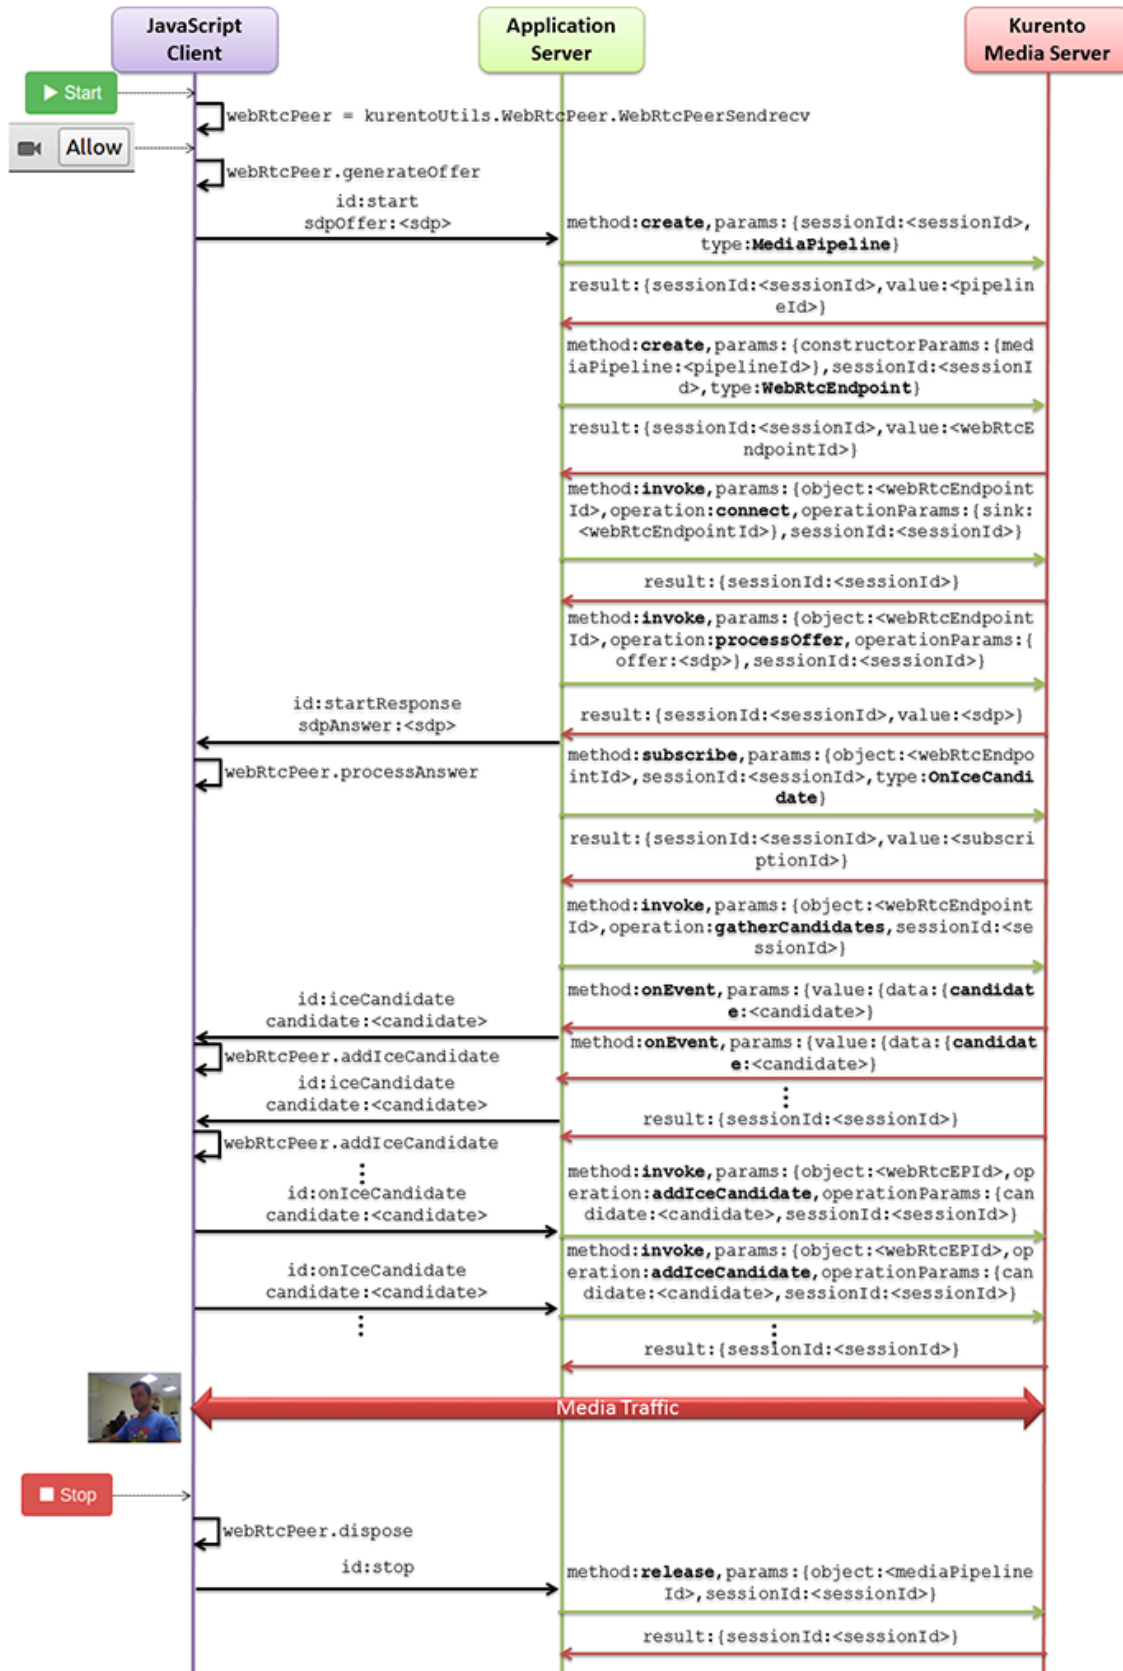 JavaScript
Client
Application
Server
Kurento
Media Server
Start
webRtcPeer = kurentoUtils.WebRtcPeer.WebRtcPeerSendrecv
Allow
webRtcPeer.generateOffer
id:start
sdpOffer:<sdp>
method:create,params:{sessionId:<sessionId>,
type:MediaPipeline}
result:{sessionId:<sessionId>,value:<pipelin
eId>}
method:create,params:{constructorParams:{med
iaPipeline:<pipelineId>},sessionId:<sessionI
d>,type:WebRtcEndpoint}
result:{sessionId:<sessionId>,value:<webRtcE
ndpointId>}
method:invoke,params:{object:<webRtcEndpoint
Id>,operation:connect,operationParams:{sink:
<webRtcEndpointId>},sessionId:<sessionId>}
result:{sessionId:<sessionId>}
method:invoke,params:{object:<webRtcEndpoint
Id>,operation:processOffer,operationParams:{
offer:<sdp>},sessionId:<sessionId>}
id:startResponse
sdpAnswer:<sdp>
result:{sessionId:<sessionId>,value:<sdp>}
webRtcPeer.processAnswer
method:subscribe,params:{object:<webRtcEndpo
intId>,sessionId:<sessionId>,type:OnIceCandi
date}
result:{sessionId:<sessionId>,value:<subscri
ptionId>}
method:invoke,params:{object:<webRtcEndpoint
Id>,operation:gatherCandidates,sessionId:<se
ssionId>}
id:iceCandidate
candidate:<candidate>
method:onEvent,params:{value:{data:{candidat
e:<candidate>}
webRtcPeer.addIceCandidate
method:onEvent,params:{value:{data:{candidat
e:<candidate>}
id:iceCandidate
candidate:<candidate>
result:{sessionId:<sessionId>}
webRtcPeer.addIceCandidate
id:onIceCandidate
candidate:<candidate>
method:invoke,params:{object:<webRtcEPId>,op
eration:addIceCandidate,operationParams:{can
didate:<candidate>,sessionId:<sessionId>}
id:onIceCandidate
candidate:<candidate>
method:invoke,params:{object:<webRtcEPId>,op
eration:addIceCandidate,operationParams:{can
didate:<candidate>,sessionId:<sessionId>}
result:{sessionId:<sessionId>}
Media Traffic
Stop
webRtcPeer.dispose
id:stop
method:release,params:{object:<mediaPipeline
Id>,sessionId:<sessionId>}
result:{sessionId:<sessionId>}